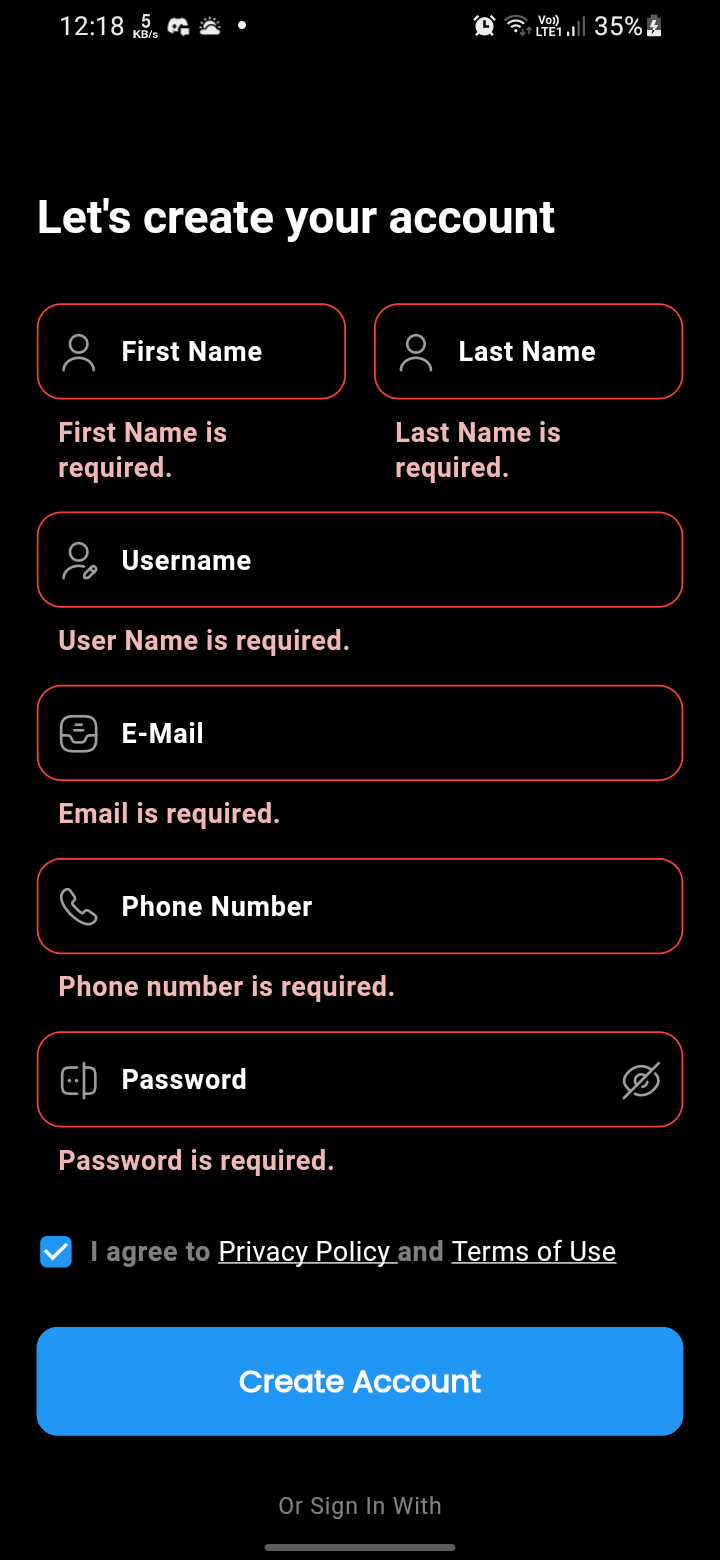 12:18 5 KB/s Vo)) LTE1 35%
Let's create your account
First Name Last Name
First Name is required. Last Name is required.
Username
User Name is required.
E-Mail
Email is required.
Phone Number
Phone number is required.
Password
Password is required.
I agree to Privacy Policy and Terms of Use
Create Account
Or Sign In With